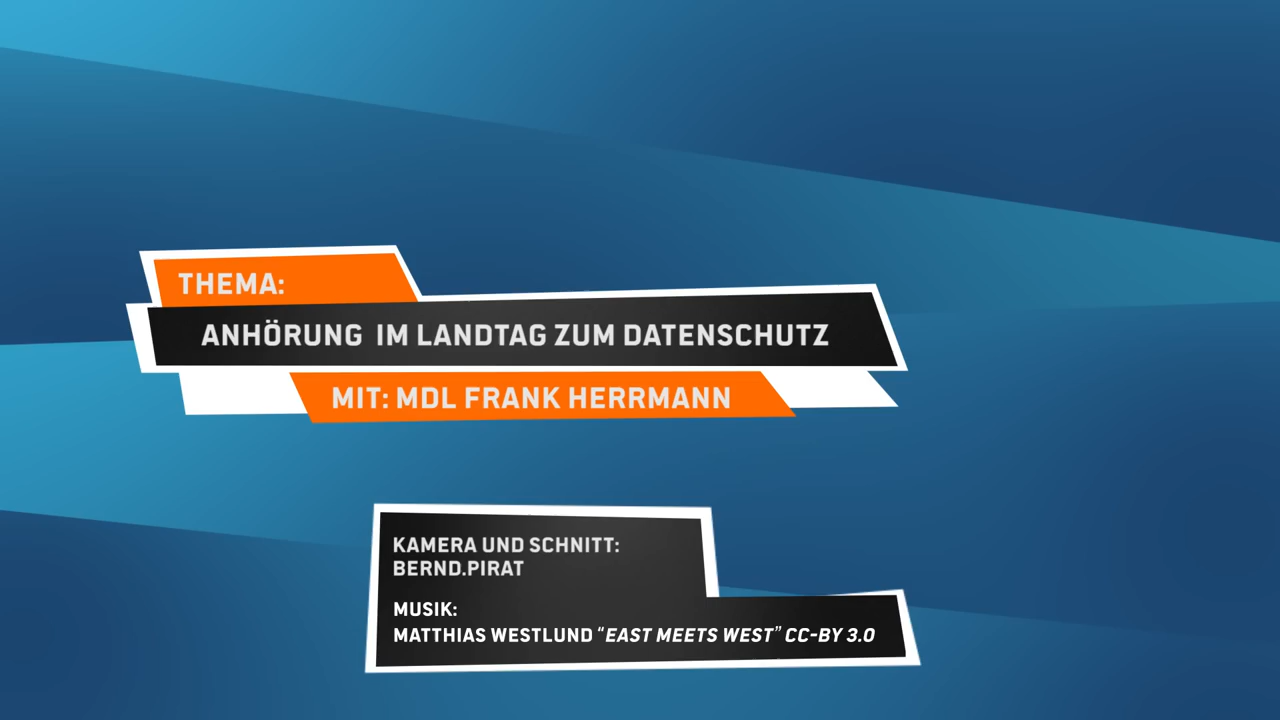 THEMA:
ANHÖRUNG IM LANDTAG ZUM DATENSCHUTZ
MIT: MDL FRANK HERRMANN
KAMERA UND SCHNITT:
BERND.PIRAT
MUSIK:
MATTHIAS WESTLUND “EAST MEETS WEST” CC-BY 3.0